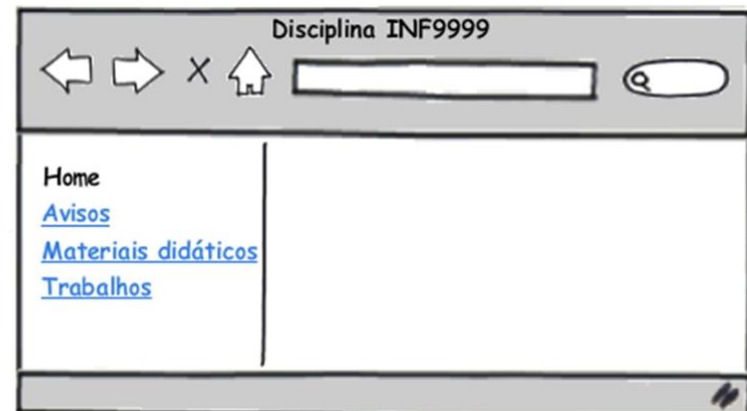 Disciplina INF9999
Home
Avisos
Materiais didáticos
Trabalhos